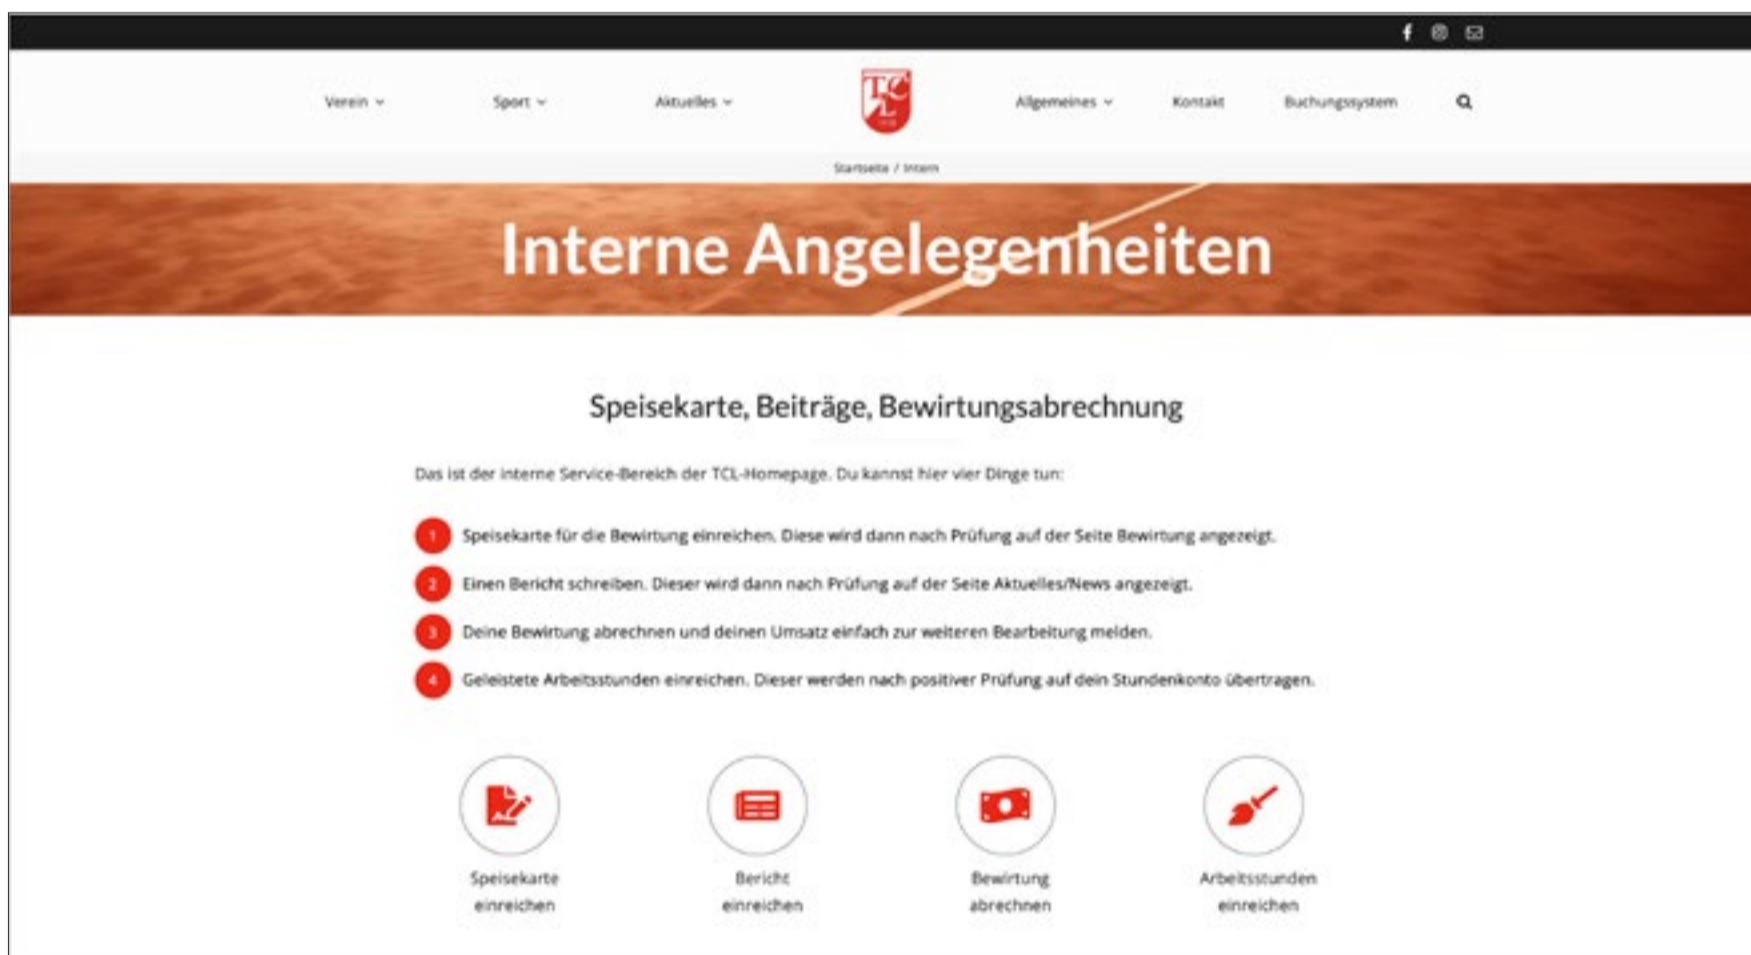 Verein
Sport
Aktuelles
TCL
Allgemeines
Kontakt
Buchungssystem
Startseite / Intern
Interne Angelegenheiten
Speisekarte, Beiträge, Bewirtungsabrechnung
Das ist der interne Service-Bereich der TCL-Homepage. Du kannst hier vier Dinge tun:
1 Speisekarte für die Bewirtung einreichen. Diese wird dann nach Prüfung auf der Seite Bewirtung angezeigt.
2 Einen Bericht schreiben. Dieser wird dann nach Prüfung auf der Seite Aktuelles/News angezeigt.
3 Deine Bewirtung abrechnen und deinen Umsatz einfach zur weiteren Bearbeitung melden.
4 Geleistete Arbeitsstunden einreichen. Dieser werden nach positiver Prüfung auf dein Stundenkonto übertragen.
Speisekarte
einreichen
Bericht
einreichen
Bewirtung
abrechnen
Arbeitsstunden
einreichen